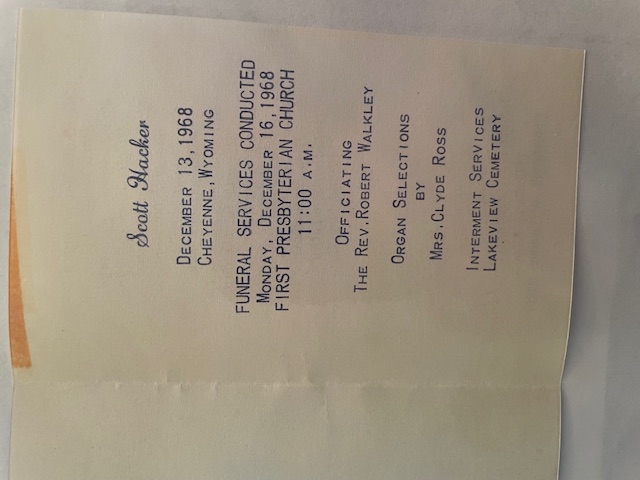 Scott Hacker
DECEMBER 13,1968
CHEYENNE,WYOMING
FUNERAL SERVICES CONDUCTED
MONDAY, DECEMBER 16,1968
FIRST PRESBYTERIAN CHURCH
11:00 A.M.
OFFICIATING
THE REV.ROBERT WALKLEY
ORGAN SELECTIONS
BY
MRS.CLYDE ROSS
INTERMENT SERVICES
LAKEVIEW CEMETERY